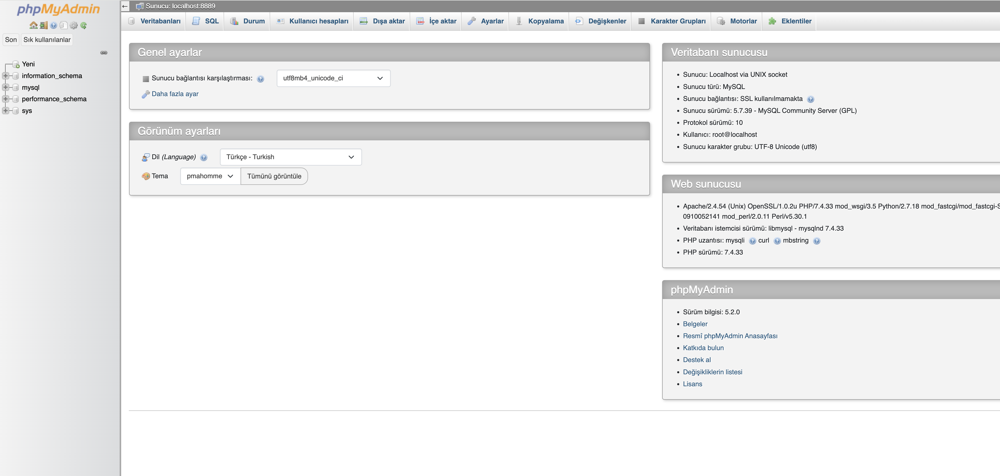 phpMyAdmin
Son
Sık kullanılanlar
Yeni
information_schema
mysql
performance_schema
sys
Sunucu: localhost:8889
Veritabanları
SQL
Durum
Kullanıcı hesapları
Dışa aktar
İçe aktar
Ayarlar
Kopyalama
Değişkenler
Karakter Grupları
Motorlar
Eklentiler
Genel ayarlar
Sunucu bağlantısı karşılaştırması:
utf8mb4_unicode_ci
Daha fazla ayar
Görünüm ayarları
Dil (Language)
Türkçe - Turkish
Tema
pmahomme
Tümünü görüntüle
Veritabanı sunucusu
Sunucu: Localhost via UNIX socket
Sunucu türü: MySQL
Sunucu bağlantısı: SSL kullanılmamakta
Sunucu sürümü: 5.7.39 - MySQL Community Server (GPL)
Protokol sürümü: 10
Kullanıcı: root@localhost
Sunucu karakter grubu: UTF-8 Unicode (utf8)
Web sunucusu
Apache/2.4.54 (Unix) OpenSSL/1.0.2u PHP/7.4.33 mod_wsgi/3.5 Python/2.7.18 mod_fastcgi/mod_fastcgi-S
0910052141 mod_perl/2.0.11 Perl/v5.30.1
Veritabanı istemcisi sürümü: libmysql - mysqlnd 7.4.33
PHP uzantısı: mysqli curl mbstring
PHP sürümü: 7.4.33
phpMyAdmin
Sürüm bilgisi: 5.2.0
Belgeler
Resmî phpMyAdmin Anasayfası
Katkıda bulun
Destek al
Değişikliklerin listesi
Lisans